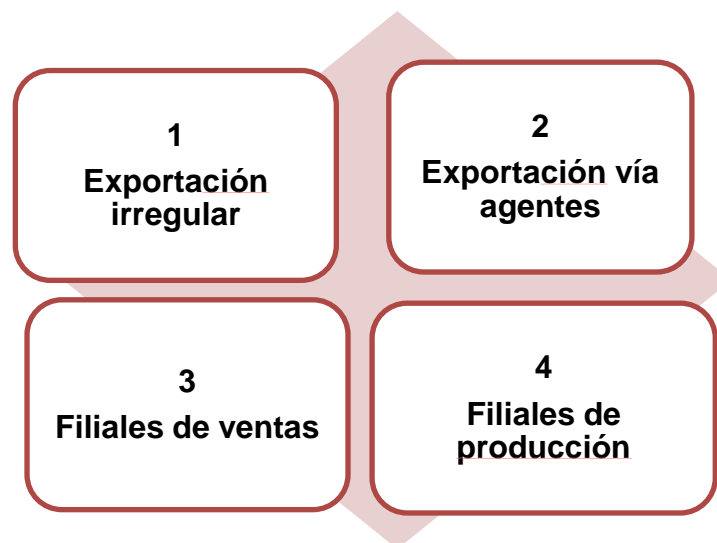 1
Exportación
irregular
2
Exportación vía
agentes
3
Filiales de ventas
4
Filiales de
producción